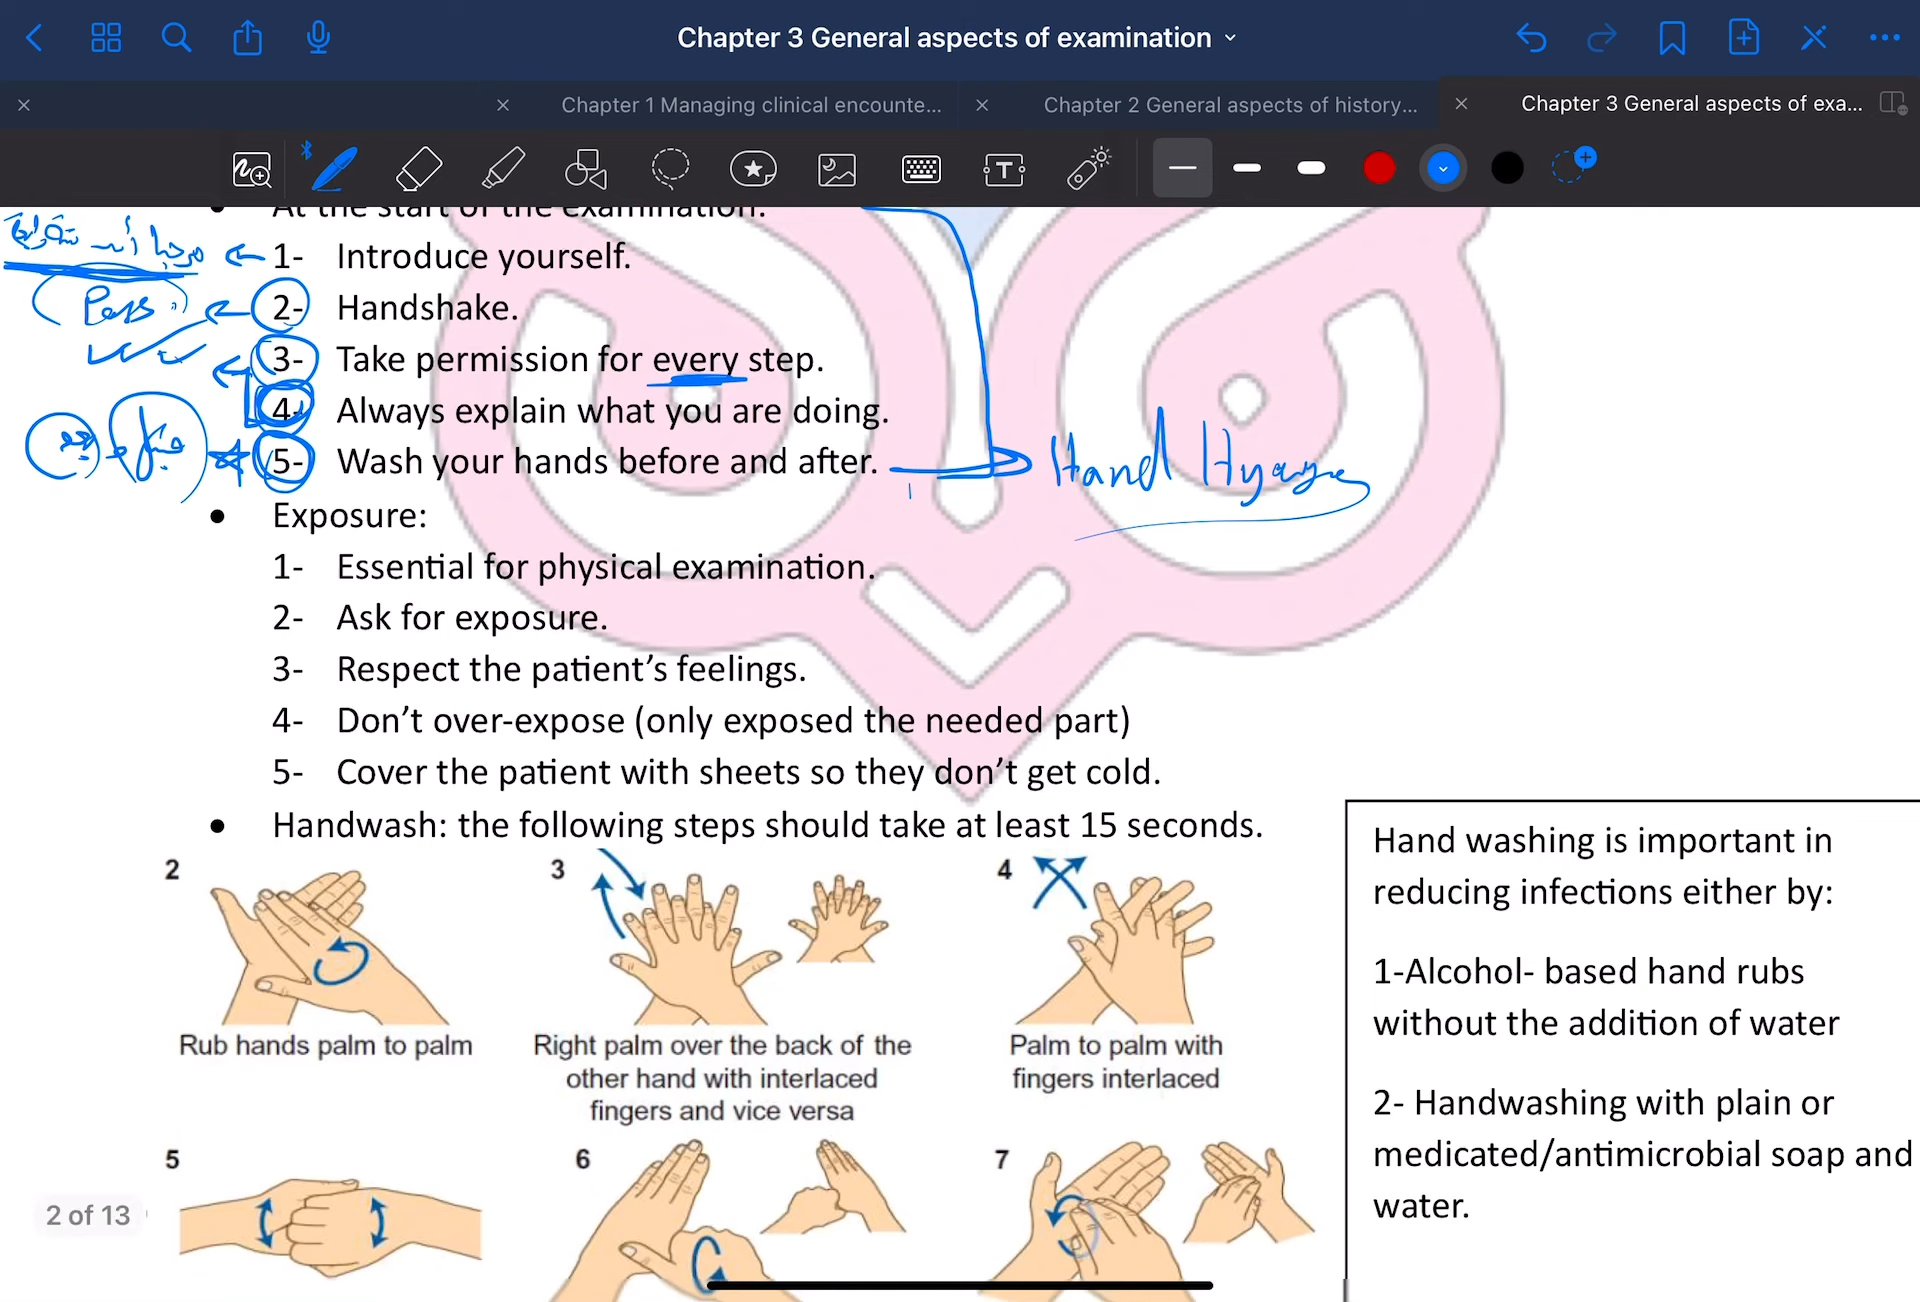 Chapter 3 General aspects of examination
Chapter 1 Managing clinical encounte...
Chapter 2 General aspects of history...
Chapter 3 General aspects of exa...
At the start of the examination:
1- Introduce yourself.
2- Handshake.
3- Take permission for every step.
4- Always explain what you are doing.
5- Wash your hands before and after.
Hand
• Exposure:
1- Essential for physical examination.
2- Ask for exposure.
3- Respect the patient’s feelings.
4- Don’t over-expose (only exposed the needed part)
5- Cover the patient with sheets so they don’t get cold.
• Handwash: the following steps should take at least 15 seconds.
2
Rub hands palm to palm
3
Right palm over the back of the
other hand with interlaced
fingers and vice versa
4
Palm to palm with
fingers interlaced
5
6
7
Hand washing is important in
reducing infections either by:
1-Alcohol- based hand rubs
without the addition of water
2- Handwashing with plain or
medicated/antimicrobial soap and
water.
2 of 13